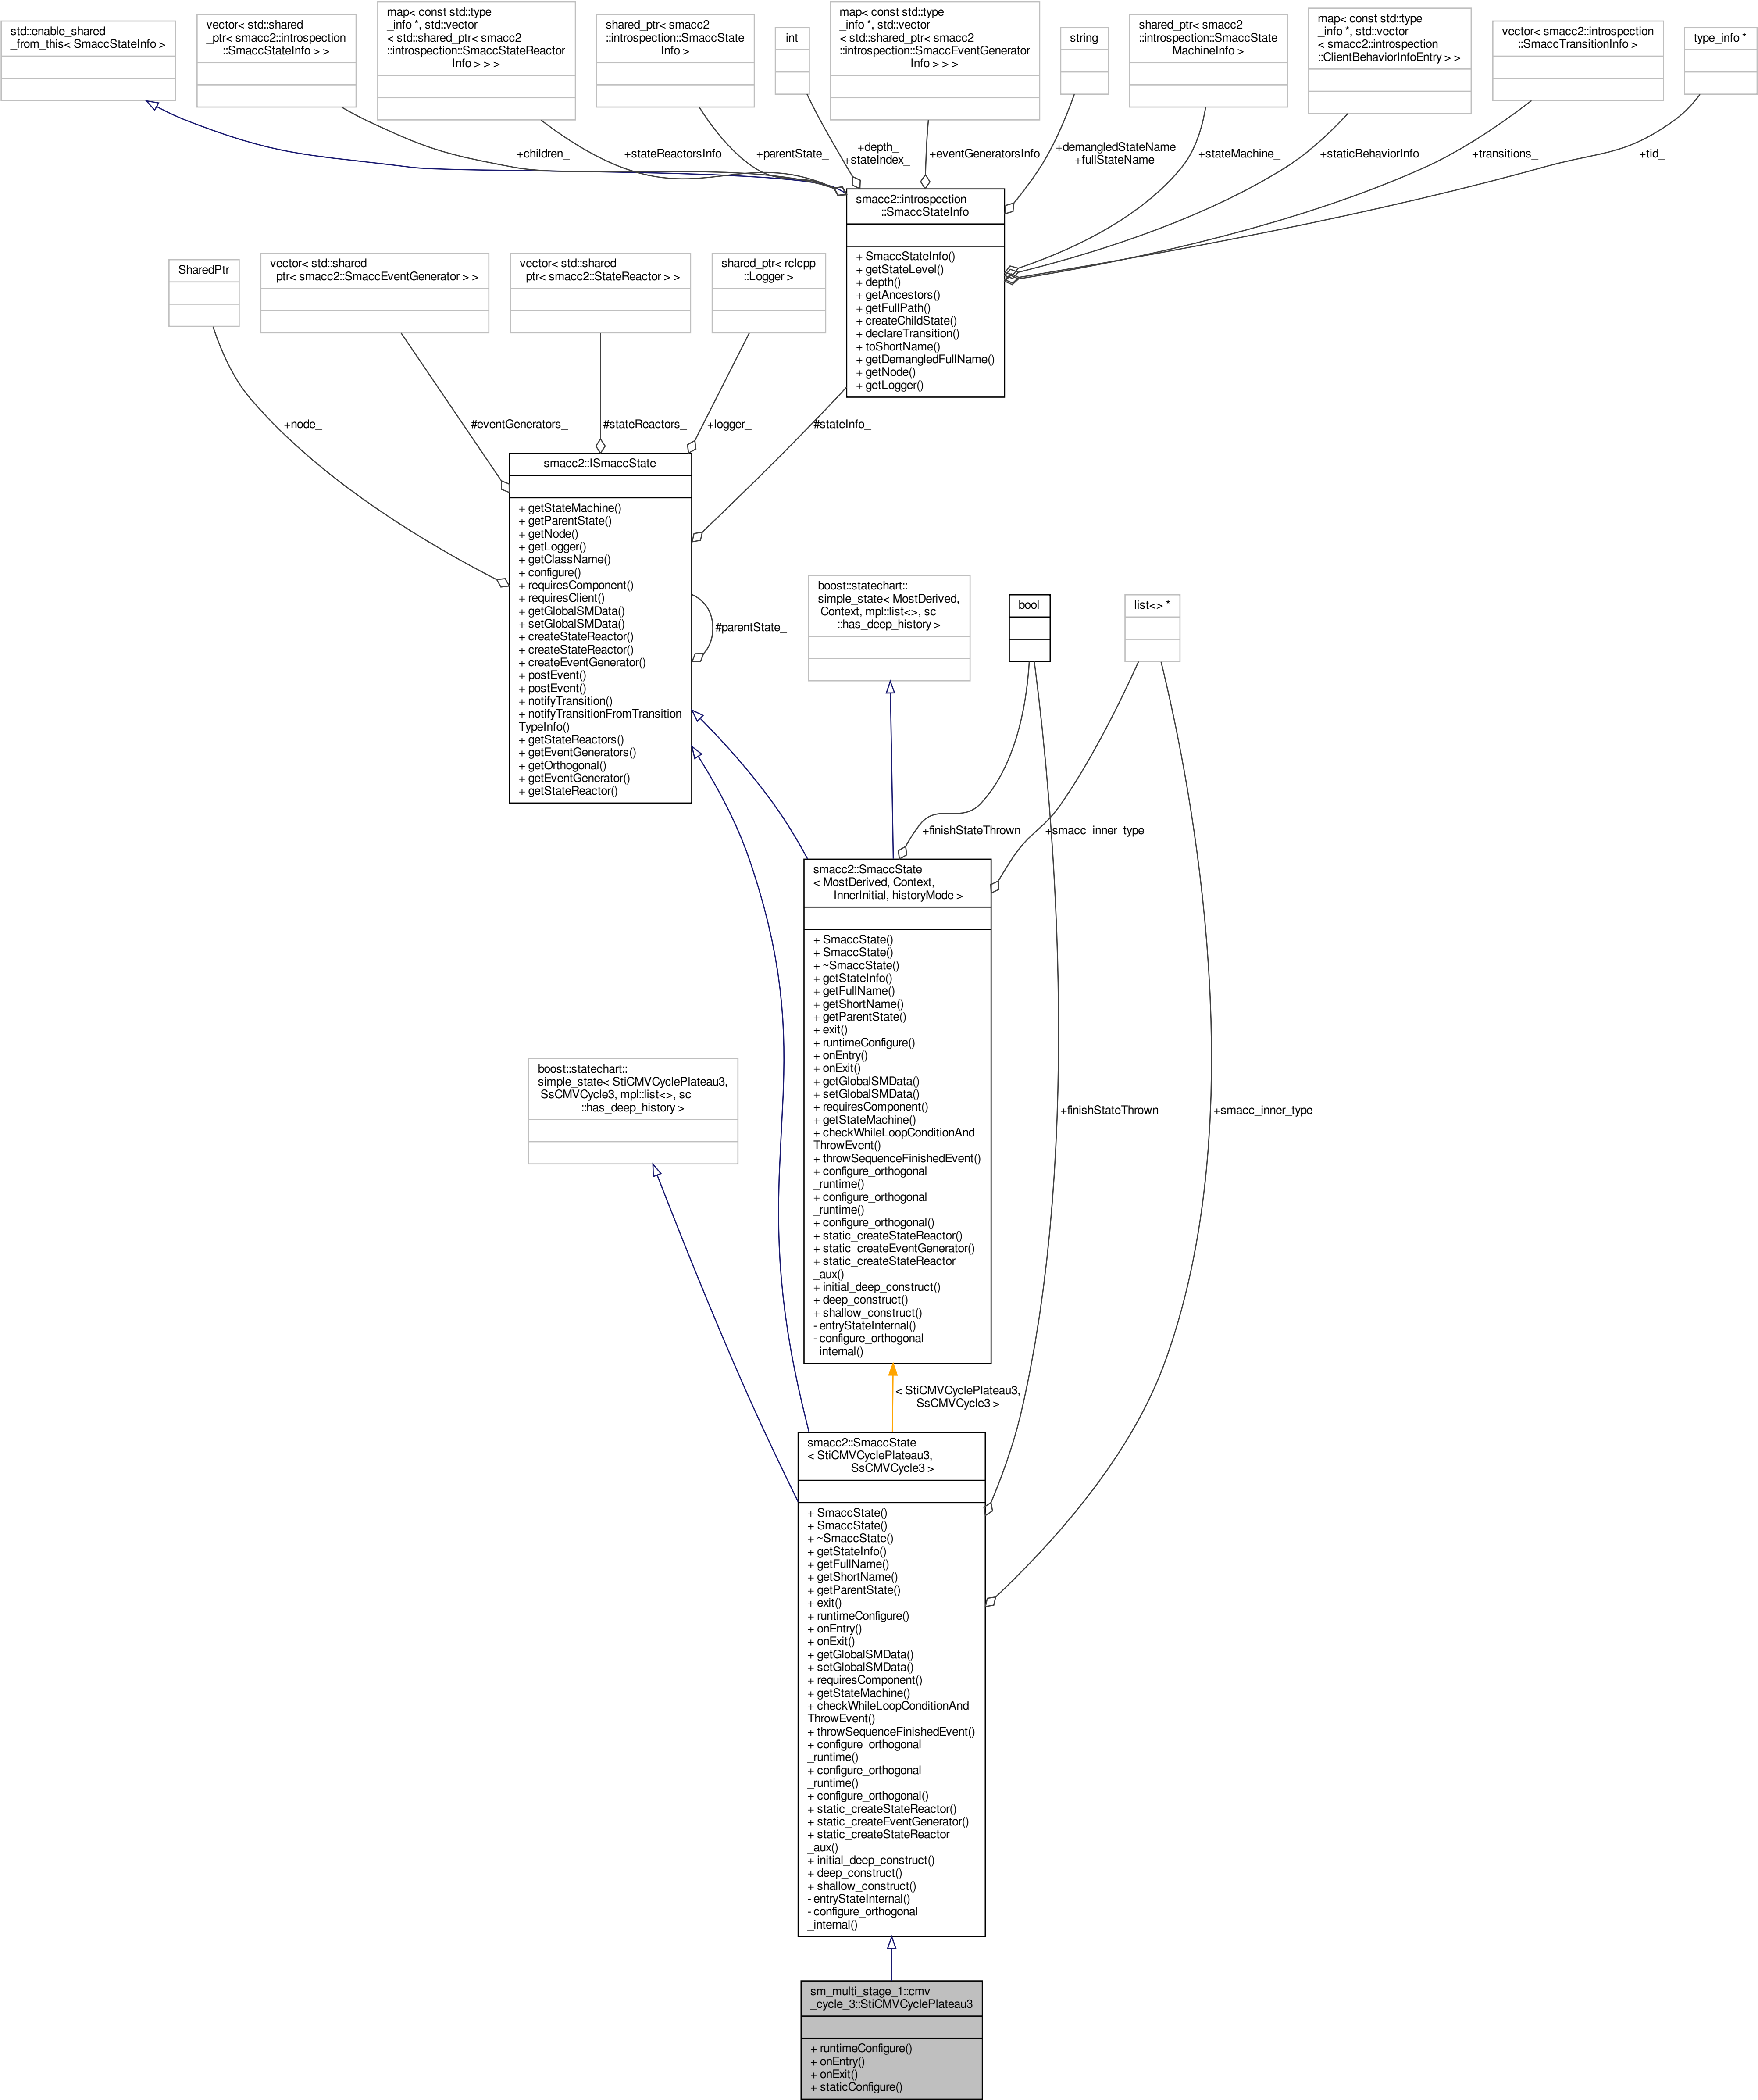 std::enable_shared
_from_this< SmaccStateInfo >
vector< std::shared
_ptr< smacc2::introspection
::SmaccStateInfo > >
map< const std::type
_info *, std::vector
< std::shared_ptr< smacc2
::introspection::SmaccStateReactor
Info > > >
shared_ptr< smacc2
::introspection::SmaccState
Info >
int
map< const std::type
_info *, std::vector
< std::shared_ptr< smacc2
::introspection::SmaccEventGenerator
Info > > >
string
shared_ptr< smacc2
::introspection::SmaccState
MachineInfo >
map< const std::type
_info *, std::vector
< smacc2::introspection
::ClientBehaviorInfoEntry > >
vector< smacc2::introspection
::SmaccTransitionInfo >
type_info *
+children_
+stateReactorsInfo
+parentState_
+depth_
+stateIndex_
+eventGeneratorsInfo
+demangledStateName
+fullStateName
+stateMachine_
+staticBehaviorInfo
+transitions_
+tid_
smacc2::introspection
::SmaccStateInfo
+ SmaccStateInfo()
+ getStateLevel()
+ depth()
+ getAncestors()
+ getFullPath()
+ createChildState()
+ declareTransition()
+ toShortName()
+ getDemangledFullName()
+ getNode()
+ getLogger()
SharedPtr
vector< std::shared
_ptr< smacc2::SmaccEventGenerator > >
vector< std::shared
_ptr< smacc2::StateReactor > >
shared_ptr< rclcpp
::Logger >
+node_
#eventGenerators_
#stateReactors_
+logger_
#stateInfo_
smacc2::ISmaccState
+ getStateMachine()
+ getParentState()
+ getNode()
+ getLogger()
+ getClassName()
+ configure()
+ requiresComponent()
+ requiresClient()
+ getGlobalSMData()
+ setGlobalSMData()
+ createStateReactor()
+ createStateReactor()
+ createEventGenerator()
+ postEvent()
+ postEvent()
+ notifyTransition()
+ notifyTransitionFromTransition
TypeInfo()
+ getStateReactors()
+ getEventGenerators()
+ getOrthogonal()
+ getEventGenerator()
+ getStateReactor()
#parentState_
boost::statechart::
simple_state< MostDerived,
Context, mpl::list<>, sc
::has_deep_history >
bool
list<> *
+finishStateThrown
+smacc_inner_type
smacc2::SmaccState
< MostDerived, Context,
InnerInitial, historyMode >
+ SmaccState()
+ SmaccState()
+ ~SmaccState()
+ getStateInfo()
+ getFullName()
+ getShortName()
+ getParentState()
+ exit()
+ runtimeConfigure()
+ onEntry()
+ onExit()
+ getGlobalSMData()
+ setGlobalSMData()
+ requiresComponent()
+ getStateMachine()
+ checkWhileLoopConditionAnd
ThrowEvent()
+ throwSequenceFinishedEvent()
+ configure_orthogonal
_runtime()
+ configure_orthogonal
_runtime()
+ configure_orthogonal()
+ static_createStateReactor()
+ static_createEventGenerator()
+ static_createStateReactor
_aux()
+ initial_deep_construct()
+ deep_construct()
+ shallow_construct()
- entryStateInternal()
- configure_orthogonal
_internal()
boost::statechart::
simple_state< StiCMVCyclePlateau3,
SsCMVCycle3, mpl::list<>, sc
::has_deep_history >
+finishStateThrown
+smacc_inner_type
< StiCMVCyclePlateau3,
SsCMVCycle3 >
smacc2::SmaccState
< StiCMVCyclePlateau3,
SsCMVCycle3 >
+ SmaccState()
+ SmaccState()
+ ~SmaccState()
+ getStateInfo()
+ getFullName()
+ getShortName()
+ getParentState()
+ exit()
+ runtimeConfigure()
+ onEntry()
+ onExit()
+ getGlobalSMData()
+ setGlobalSMData()
+ requiresComponent()
+ getStateMachine()
+ checkWhileLoopConditionAnd
ThrowEvent()
+ throwSequenceFinishedEvent()
+ configure_orthogonal
_runtime()
+ configure_orthogonal
_runtime()
+ configure_orthogonal()
+ static_createStateReactor()
+ static_createEventGenerator()
+ static_createStateReactor
_aux()
+ initial_deep_construct()
+ deep_construct()
+ shallow_construct()
- entryStateInternal()
- configure_orthogonal
_internal()
sm_multi_stage_1::cmv
_cycle_3::StiCMVCyclePlateau3
+ runtimeConfigure()
+ onEntry()
+ onExit()
+ staticConfigure()